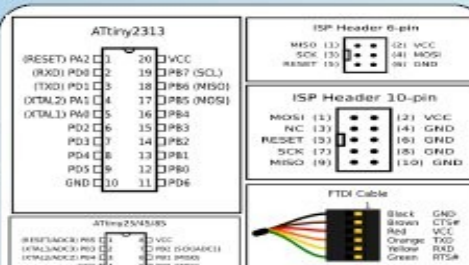 ATtiny2313
(RESET) PA2 1 20 VCC
(RXD) PD0 2 19 PB7 (SCL)
(TXD) PD1 3 18 PB6 (MISO)
(XTAL2) PA1 4 17 PB5 (MOSI)
(XTAL1) PA0 5 16 PB4
PD2 6 15 PB3
PD3 7 14 PB2
PD4 8 13 PB1
PD5 9 12 PB0
GND 10 11 PD6
ATtiny25/45/85
ISP Header 6-pin
MISO (1) (2) VCC
SCK (3) (4) MOSI
RESET (5) (6) GND
ISP Header 10-pin
MOSI (1) (2) VCC
NC (3) (4) GND
RESET (5) (6) GND
SCK (7) (8) GND
MISO (9) (10) GND
FTDI Cable
1
Black GND
Brown CTS#
Red VCC
Orange TXD
Yellow RXD
Green RTS#